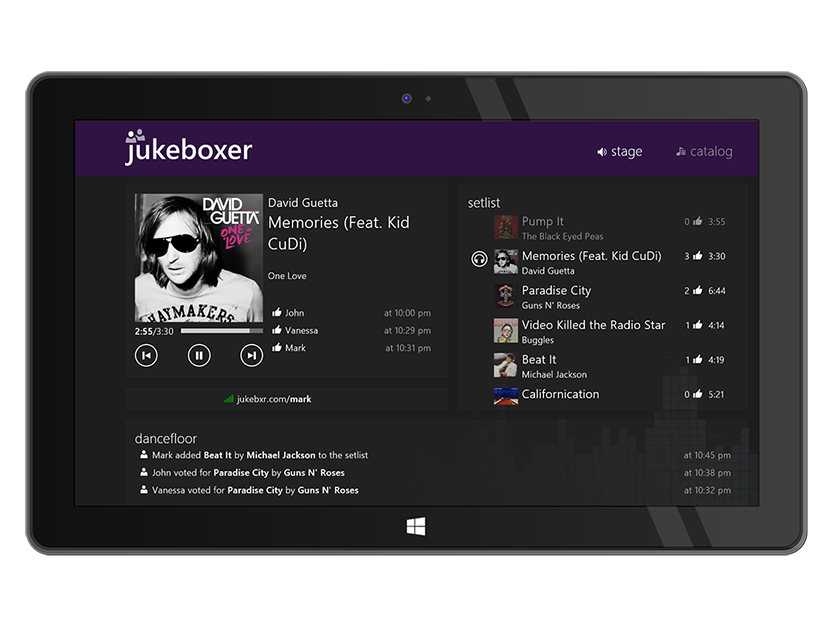 jukeboxer
stage
catalog
DAVID
GUETTA
ONE
LOVE
HAYMAKERS
David Guetta
Memories (Feat. Kid
CuDi)
One Love
John at 10:00 pm
Vanessa at 10:29 pm
Mark at 10:31 pm
2:55/3:30
jukebxr.com/mark
setlist
Pump It 0 3:55
The Black Eyed Peas
Memories (Feat. Kid CuDi) 3 3:30
David Guetta
Paradise City 2 6:44
Guns N' Roses
Video Killed the Radio Star 1 4:14
Buggles
Beat It 1 4:19
Michael Jackson
Californication 0 5:21
dancefloor
Mark added Beat It by Michael Jackson to the setlist at 10:45 pm
John voted for Paradise City by Guns N' Roses at 10:38 pm
Vanessa voted for Paradise City by Guns N' Roses at 10:32 pm